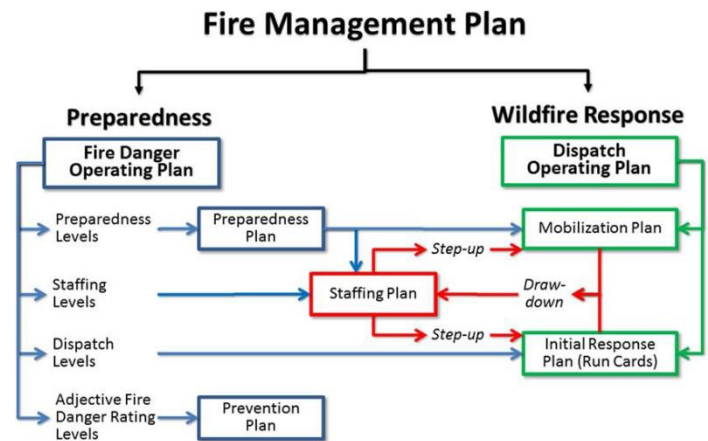 Fire Management Plan
Preparedness
Wildfire Response
Fire Danger
Operating Plan
Dispatch
Operating Plan
Preparedness
Levels
Preparedness
Plan
Step-up
Mobilization Plan
Staffing
Levels
Staffing Plan
Draw-
down
Step-up
Dispatch
Levels
Initial Response
Plan (Run Cards)
Adjective Fire
Danger Rating
Levels
Prevention
Plan